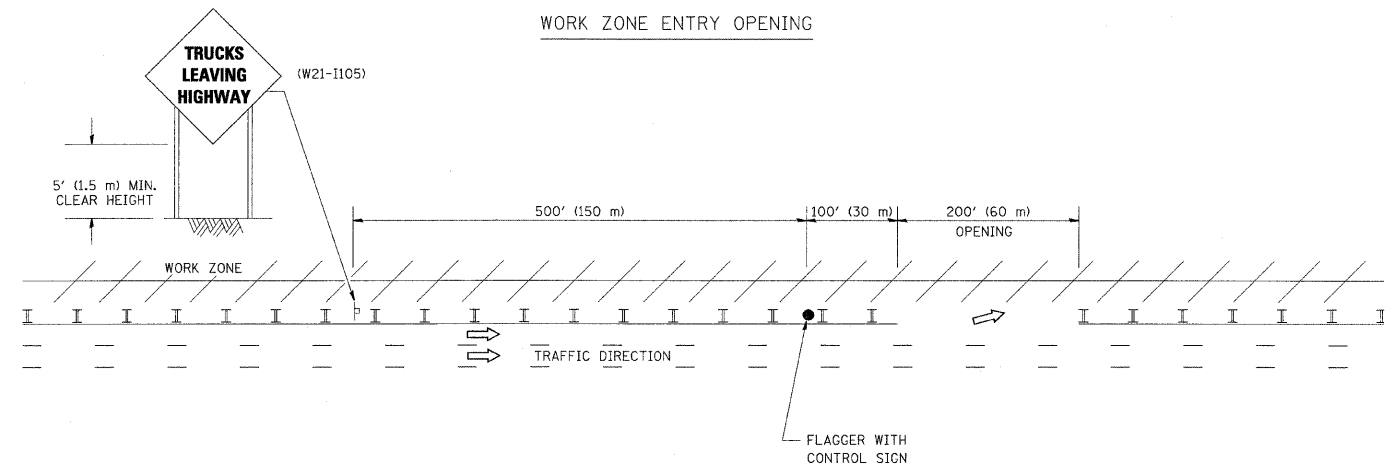 WORK ZONE ENTRY OPENING
TRUCKS
LEAVING
HIGHWAY
(W21-I105)
5' (1.5 m) MIN.
CLEAR HEIGHT
500' (150 m)
100' (30 m)
200' (60 m)
OPENING
WORK ZONE
TRAFFIC DIRECTION
FLAGGER WITH
CONTROL SIGN